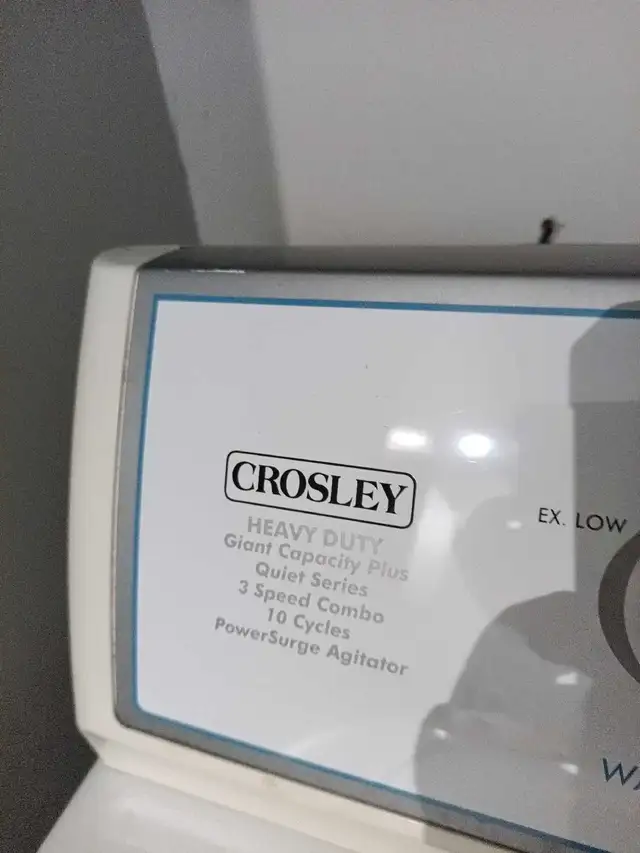 CROSLEY
HEAVY DUTY
Giant Capacity Plus
Quiet Series
3 Speed Combo
10 Cycles
PowerSurge Agitator
EX. LOW